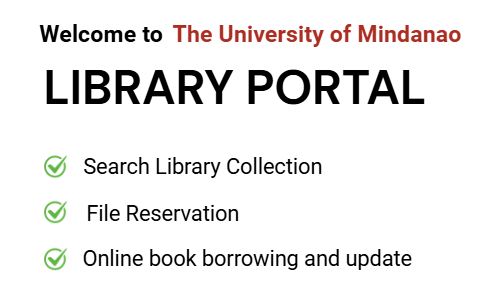 Welcome to The University of Mindanao
LIBRARY PORTAL
Search Library Collection
File Reservation
Online book borrowing and update